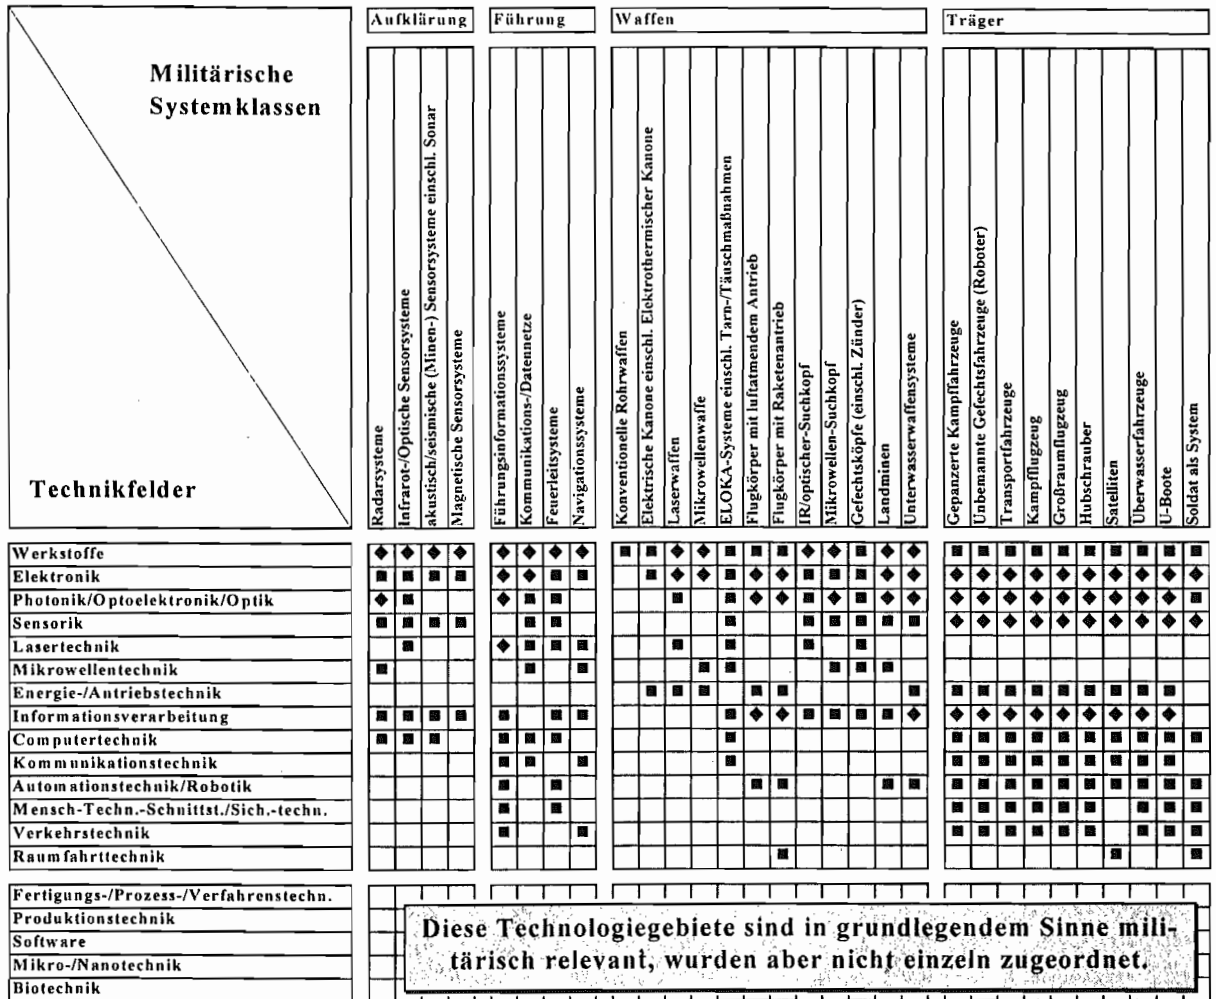 Aufklärung
Führung
Waffen
Träger
Militärische
Systemklassen
Technikfelder
Radarsysteme
Infrarot-/Optische Sensorsysteme
akustisch/seismische (Minen-) Sensorsysteme einschl. Sonar
Magnetische Sensorsysteme
Führungsinformationssysteme
Kommunikations-/Datennetze
Feuerleitsysteme
Navigationssysteme
Konventionelle Rohrwaffen
Elektrische Kanone einschl. Elektrothermischer Kanone
Laserwaffen
Mikrowellenwaffe
ELOKA-Systeme einschl. Tarn-/Täuschmaßnahmen
Flugkörper mit luftatmendem Antrieb
Flugkörper mit Raketenantrieb
IR/optischer-Suchkopf
Mikrowellen-Suchkopf
Gefechtsköpfe (einschl. Zünder)
Landminen
Unterwasserwaffensysteme
Gepanzerte Kampffahrzeuge
Unbemannte Gefechtsfahrzeuge (Roboter)
Transportfahrzeuge
Kampfflugzeug
Großraumflugzeug
Hubschrauber
Satelliten
Überwasserfahrzeuge
U-Boote
Soldat als System
Werkstoffe
Elektronik
Photonik/Optoelektronik/Optik
Sensorik
Lasertechnik
Mikrowellentechnik
Energie-/Antriebstechnik
Informationsverarbeitung
Computertechnik
Kommunikationstechnik
Automationstechnik/Robotik
Mensch-Techn.-Schnittst./Sich.-techn.
Verkehrstechnik
Raumfahrttechnik
Fertigungs-/Prozess-/Verfahrenstechn.
Produktionstechnik
Software
Mikro-/Nanotechnik
Biotechnik
Diese Technologiegebiete sind in grundlegendem Sinne mili-
tärisch relevant, wurden aber nicht einzeln zugeordnet.